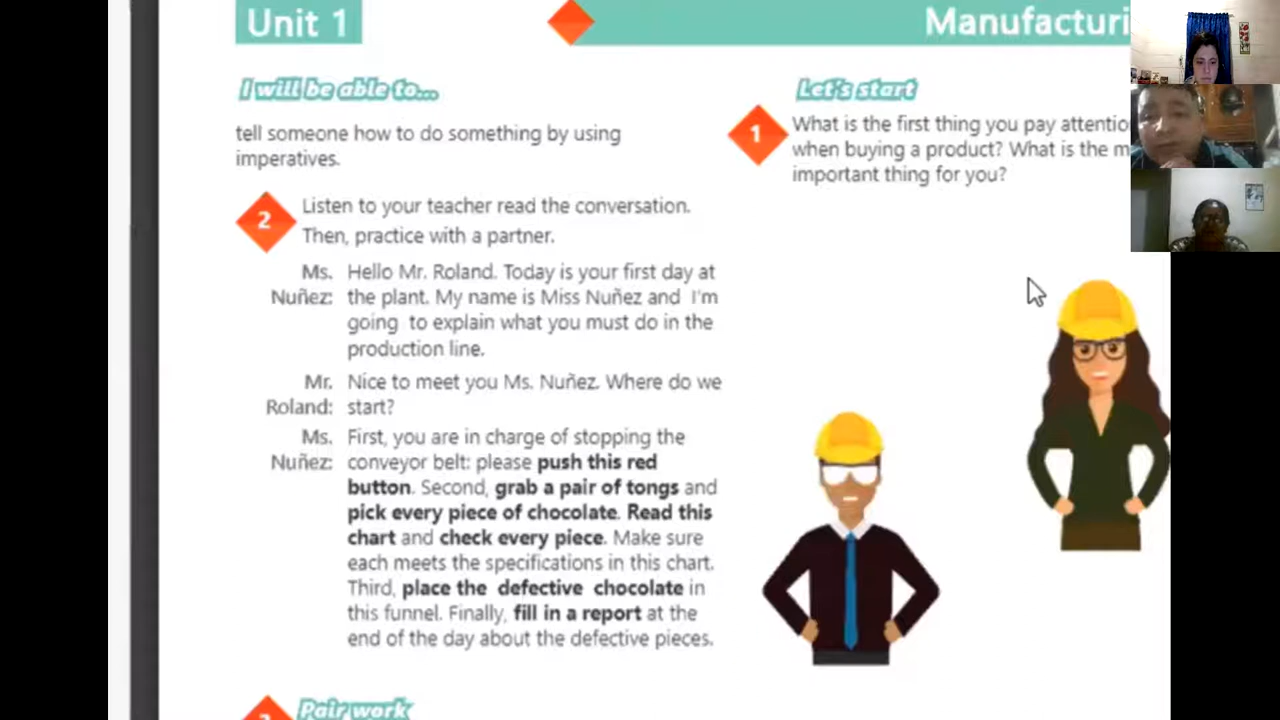 Unit 1
Manufacturi
I will be able to...
tell someone how to do something by using
imperatives.
Let's start
1
What is the first thing you pay attentio
when buying a product? What is the m
important thing for you?
2
Listen to your teacher read the conversation.
Then, practice with a partner.
Ms. Hello Mr. Roland. Today is your first day at
Nuñez: the plant. My name is Miss Nuñez and I'm
going to explain what you must do in the
production line.
Mr. Nice to meet you Ms. Nuñez. Where do we
Roland: start?
Ms. First, you are in charge of stopping the
Nuñez: conveyor belt: please push this red
button. Second, grab a pair of tongs and
pick every piece of chocolate. Read this
chart and check every piece. Make sure
each meets the specifications in this chart.
Third, place the defective chocolate in
this funnel. Finally, fill in a report at the
end of the day about the defective pieces.
3
Pair work